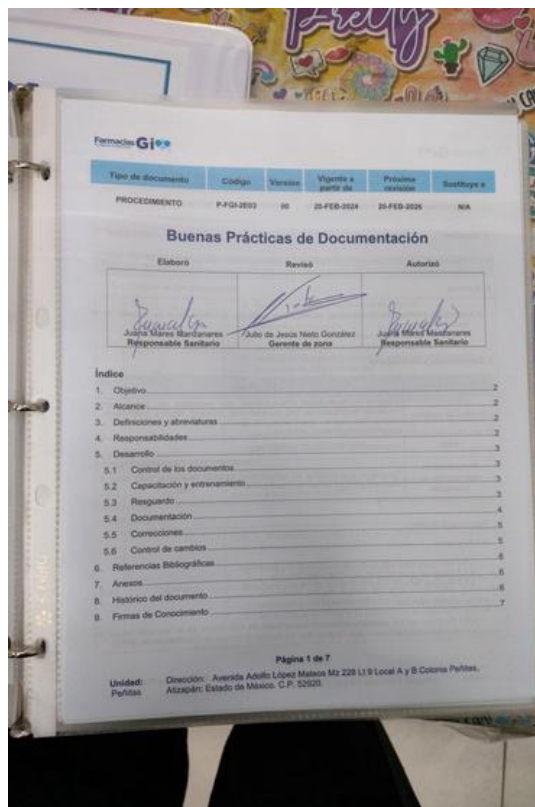 Pretty
Farmacias Gi
Tipo de documento Código Versión Vigente a partir de Próxima revisión Sustituye a
PROCEDIMIENTO P-FGI-2E03 00 20-FEB-2024 20-FEB-2026 N/A
Buenas Prácticas de Documentación
Elaboró Revisó Autorizó
Juana Mares Manzanares Julio de Jesús Nieto González Juana Mares Manzanares
Responsable Sanitario Gerente de zona Responsable Sanitario
Índice
1. Objetivo 2
2. Alcance 2
3. Definiciones y abreviaturas 2
4. Responsabilidades 2
5. Desarrollo 3
5.1 Control de los documentos 3
5.2 Capacitación y entrenamiento 3
5.3 Resguardo 3
5.4 Documentación 4
5.5 Correcciones 5
5.6 Control de cambios 5
6. Referencias Bibliográficas 6
7. Anexos 6
8. Histórico del documento 6
9. Firmas de Conocimiento 7
Página 1 de 7
Unidad: Dirección: Avenida Adolfo López Mateos Mz 228 Lt 9 Local A y B Colonia Peñitas,
Peñitas Atizapán; Estado de México. C.P. 52920.